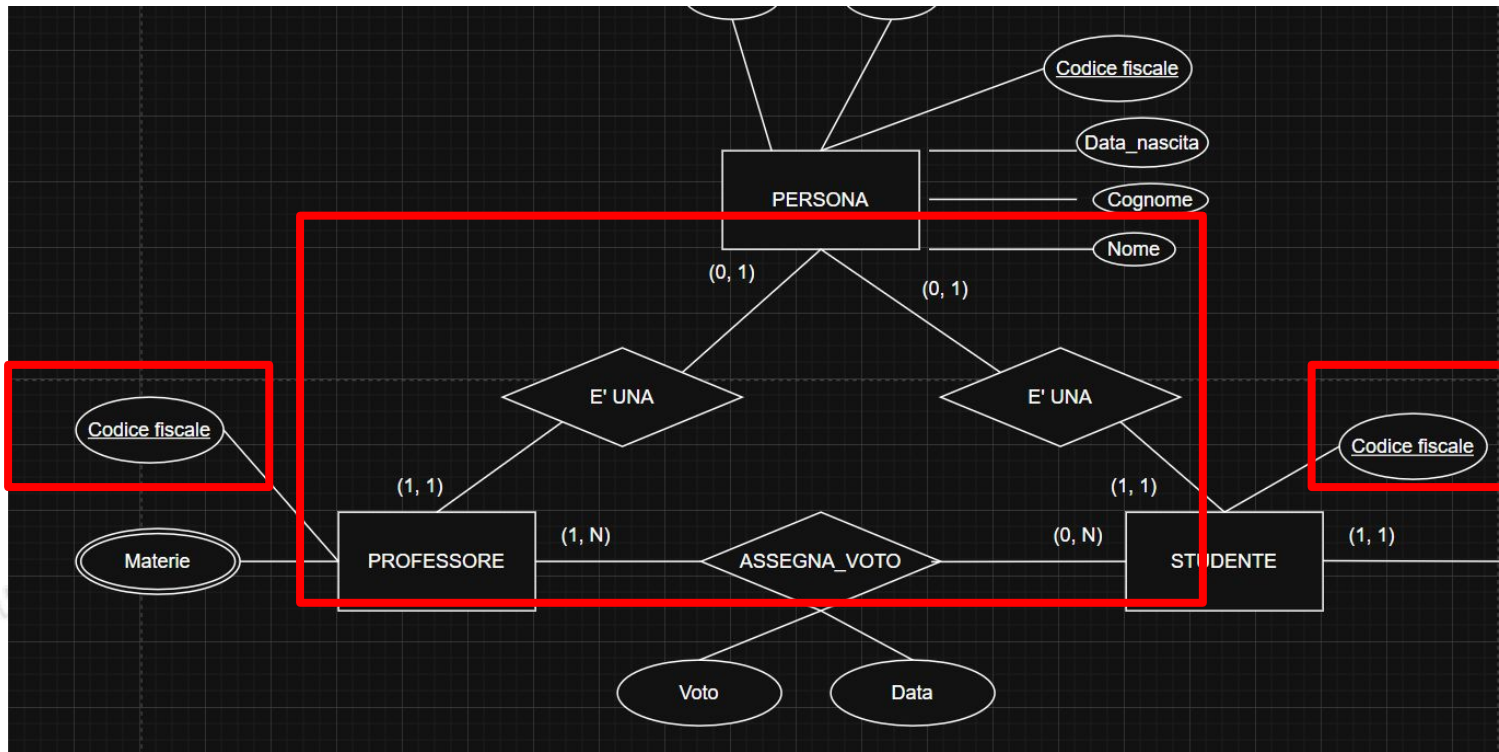 Codice fiscale
Data_nascita
PERSONA
Cognome
Nome
(0, 1)
(0, 1)
E' UNA
E' UNA
Codice fiscale
Codice fiscale
(1, 1)
(1, 1)
(1, N)
(0, N)
(1, 1)
Materie
PROFESSORE
ASSEGNA_VOTO
STUDENTE
Voto
Data